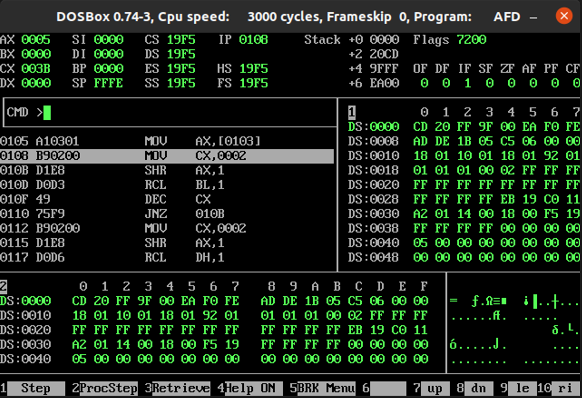 DOSBox 0.74-3, Cpu speed: 3000 cycles, Frameskip 0, Program: AFD
AX 0005 SI 0000 CS 19F5 IP 0108 Stack +0 0000 Flags 7200
BX 0000 DI 0000 DS 19F5 +2 20CD
CX 003B BP 0000 ES 19F5 HS 19F5 +4 9FFF OF DF IF SF ZF AF PF CF
DX 0000 SP FFFE SS 19F5 FS 19F5 +6 EA00 0 0 1 0 0 0 0 0
CMD > 1 0 1 2 3 4 5 6 7
DS:0000 CD 20 FF 9F 00 EA F0 FE
0105 A10301 MOV AX,[0103] DS:0008 AD DE 1B 05 C5 06 00 00
0108 B90200 MOV CX,0002 DS:0010 18 01 10 01 18 01 92 01
010B D1E8 SHR AX,1 DS:0018 01 01 01 00 02 FF FF FF
010D D0D3 RCL BL,1 DS:0020 FF FF FF FF FF FF FF FF
010F 49 DEC CX DS:0028 FF FF FF FF EB 19 C0 11
0110 75F9 JNZ 010B DS:0030 A2 01 14 00 18 00 F5 19
0112 B90200 MOV CX,0002 DS:0038 FF FF FF FF 00 00 00 00
0115 D1E8 SHR AX,1 DS:0040 05 00 00 00 00 00 00 00
0117 D0D6 RCL DH,1 DS:0048 00 00 00 00 00 00 00 00
2 0 1 2 3 4 5 6 7 8 9 A B C D E F
DS:0000 CD 20 FF 9F 00 EA F0 FE AD DE 1B 05 C5 06 00 00
DS:0010 18 01 10 01 18 01 92 01 01 01 01 00 02 FF FF FF
DS:0020 FF FF FF FF FF FF FF FF FF FF FF FF EB 19 C0 11
DS:0030 A2 01 14 00 18 00 F5 19 FF FF FF FF 00 00 00 00
DS:0040 05 00 00 00 00 00 00 00 00 00 00 00 00 00 00 00
1 Step 2 ProcStep 3 Retrieve 4 Help ON 5 BRK Menu 6 7 up 8 dn 9 le 10 ri